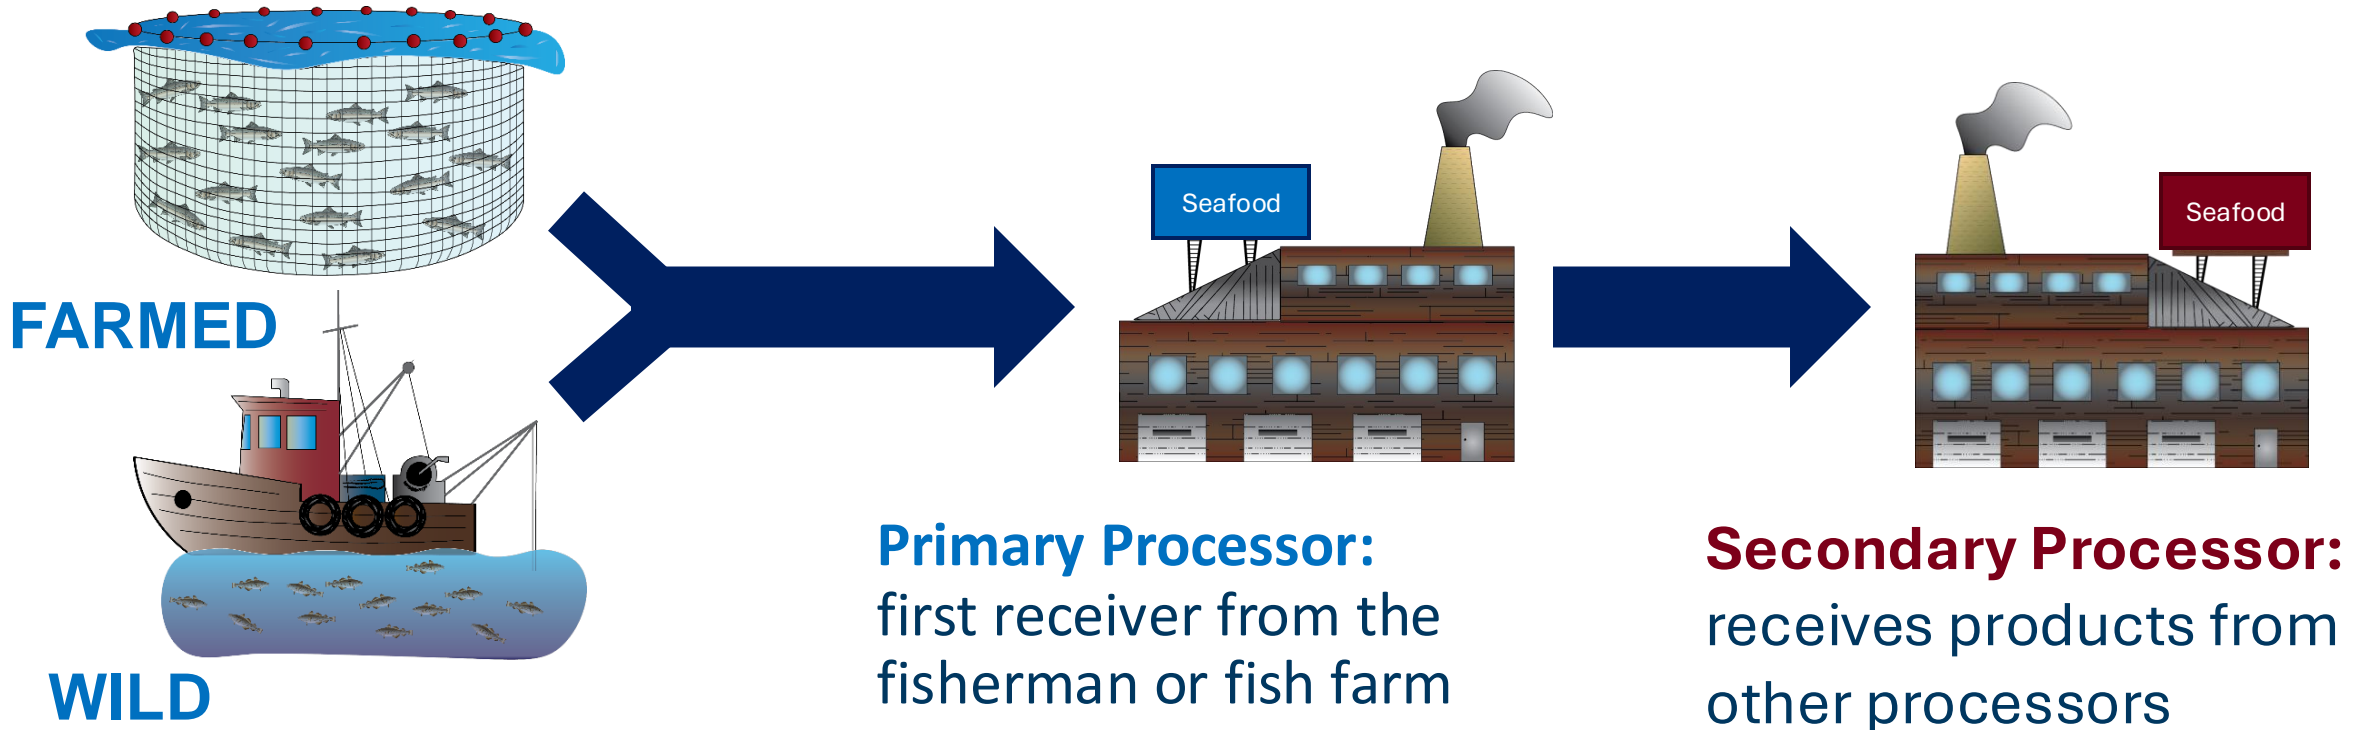 FARMED
WILD
Seafood
Primary Processor:
first receiver from the
fisherman or fish farm
Seafood
Secondary Processor:
receives products from
other processors